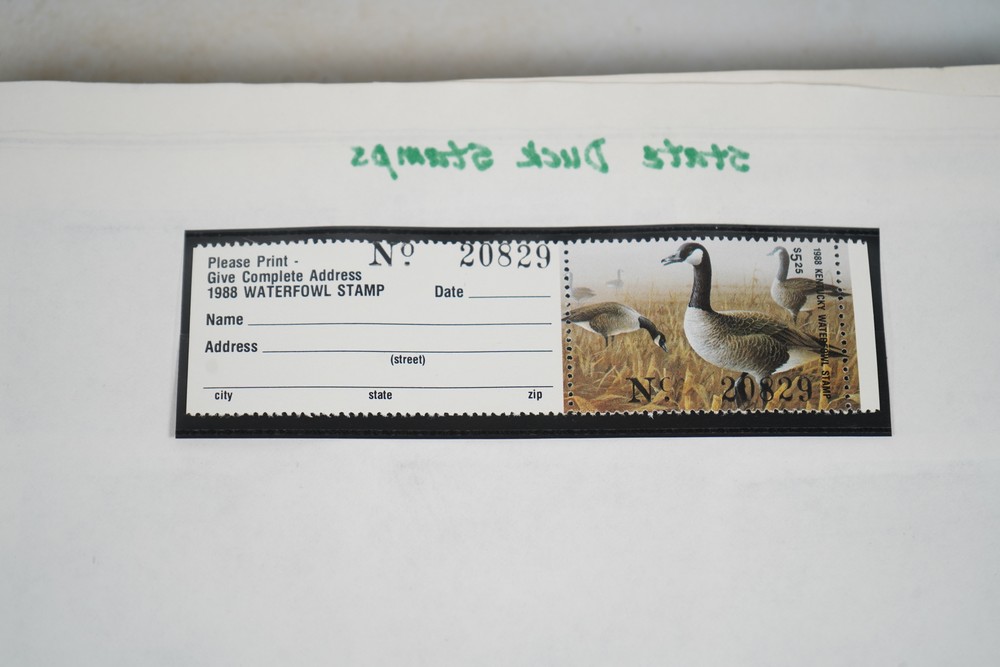 State Duck Stamps
Please Print - Nº 20829
Give Complete Address
1988 WATERFOWL STAMP Date
Name
Address
(street)
city state zip
$5.25
1988 KENTUCKY WATERFOWL STAMP
Nº 20829